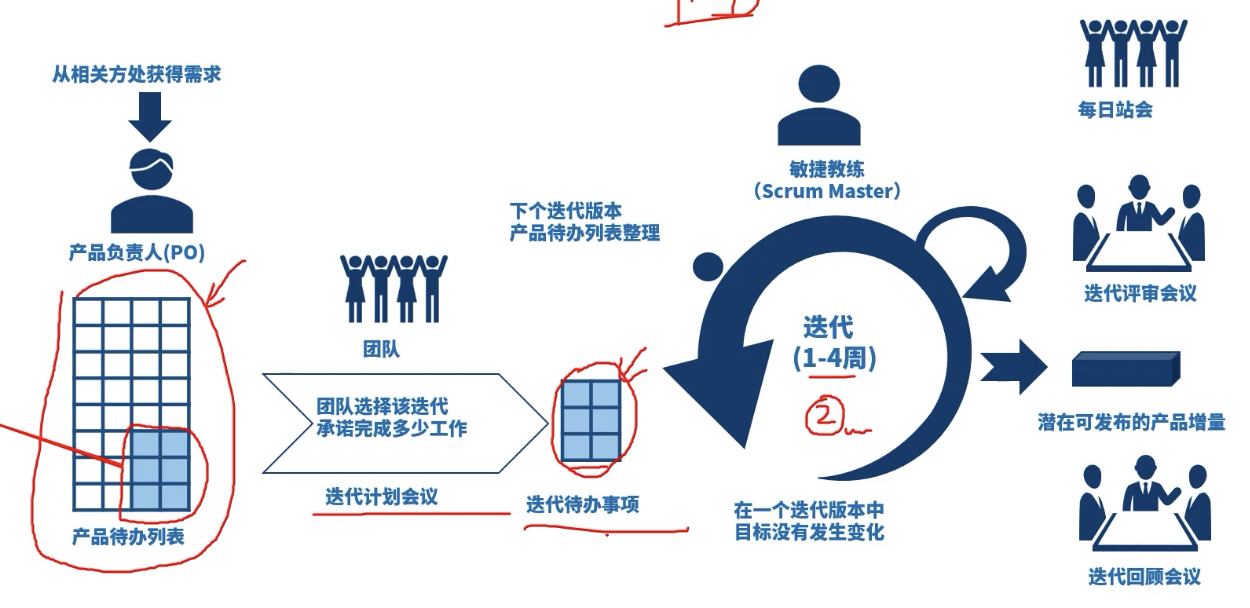 从相关方处获得需求
产品负责人(PO)
产品待办列表
团队
团队选择该迭代
承诺完成多少工作
迭代计划会议
下个迭代版本
产品待办列表整理
迭代待办事项
敏捷教练
（Scrum Master）
迭代
(1-4周)
2
在一个迭代版本中
目标没有发生变化
每日站会
迭代评审会议
潜在可发布的产品增量
迭代回顾会议